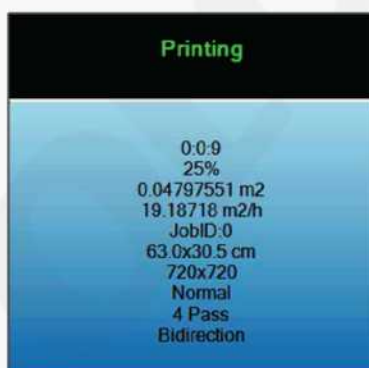 Printing
0:0:9
25%
0.04797551 m2
19.18718 m2/h
JobID:0
63.0x30.5 cm
720x720
Normal
4 Pass
Bidirection